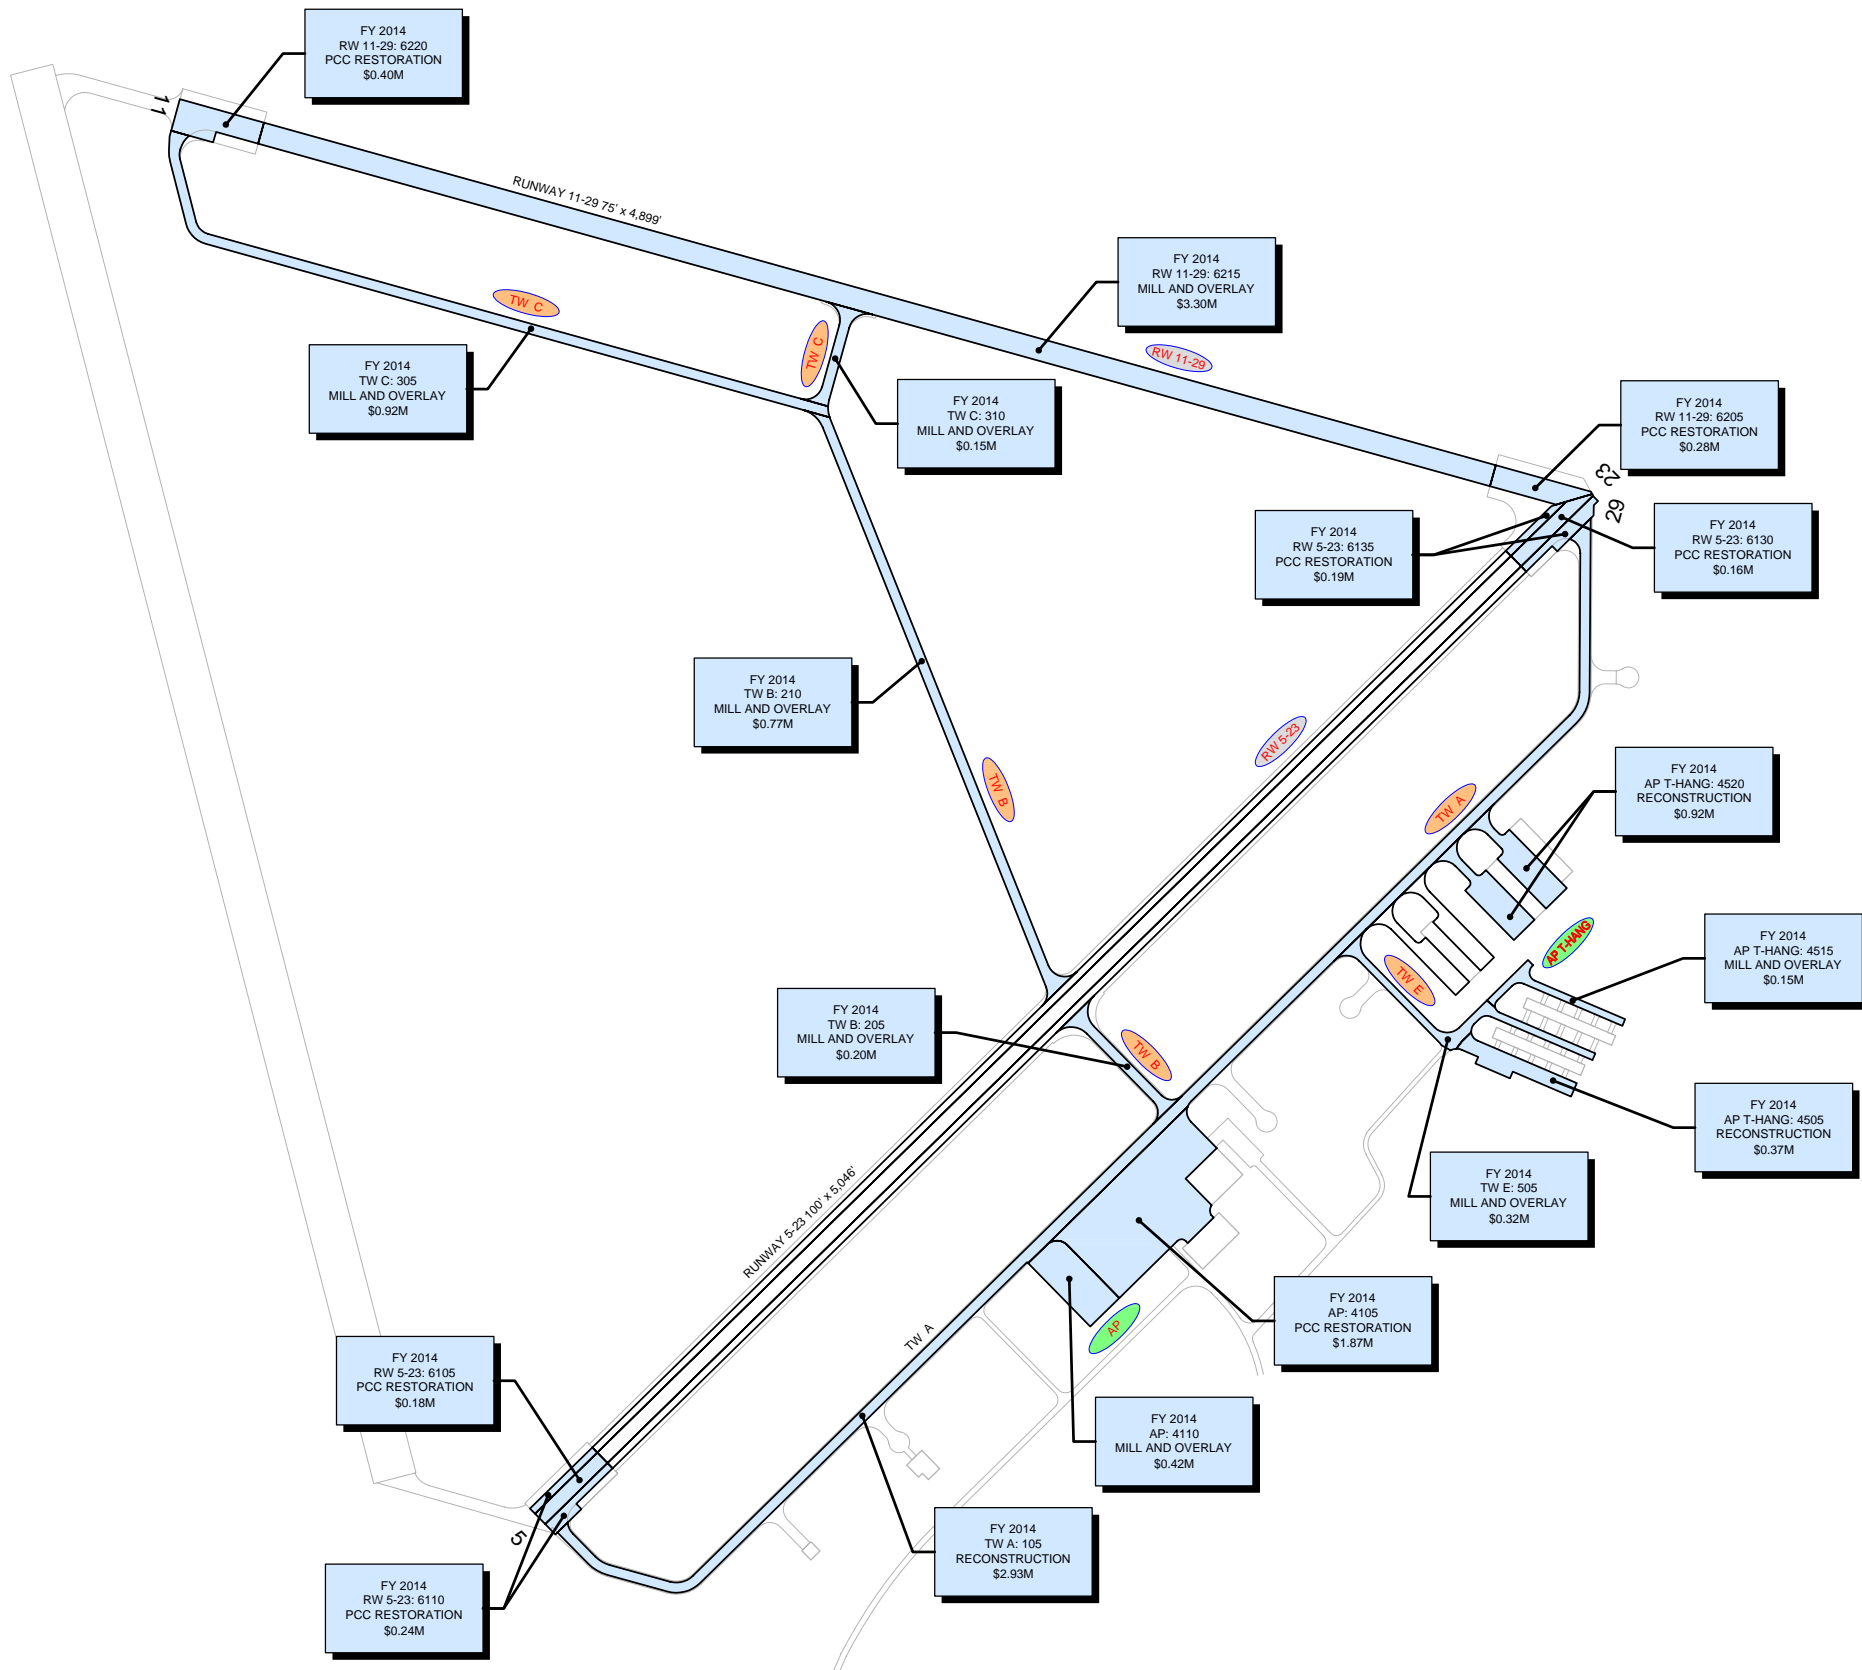 FY 2014
RW 11-29: 6220
PCC RESTORATION
$0.40M
11
RUNWAY 11-29 75' x 4,899'
FY 2014
RW 11-29: 6215
MILL AND OVERLAY
$3.30M
TW C
TW C
RW 11-29
FY 2014
TW C: 305
MILL AND OVERLAY
$0.92M
FY 2014
TW C: 310
MILL AND OVERLAY
$0.15M
FY 2014
RW 11-29: 6205
PCC RESTORATION
$0.28M
23
29
FY 2014
RW 5-23: 6135
PCC RESTORATION
$0.19M
FY 2014
RW 5-23: 6130
PCC RESTORATION
$0.16M
FY 2014
TW B: 210
MILL AND OVERLAY
$0.77M
RW 5-23
TW B
TW A
FY 2014
AP T-HANG: 4520
RECONSTRUCTION
$0.92M
AP T-HANG
FY 2014
AP T-HANG: 4515
MILL AND OVERLAY
$0.15M
TW E
FY 2014
TW B: 205
MILL AND OVERLAY
$0.20M
TW B
FY 2014
AP T-HANG: 4505
RECONSTRUCTION
$0.37M
FY 2014
TW E: 505
MILL AND OVERLAY
$0.32M
RUNWAY 5-23 100' x 5,046'
FY 2014
AP: 4105
PCC RESTORATION
$1.87M
AP
TW A
FY 2014
RW 5-23: 6105
PCC RESTORATION
$0.18M
FY 2014
AP: 4110
MILL AND OVERLAY
$0.42M
5
FY 2014
TW A: 105
RECONSTRUCTION
$2.93M
FY 2014
RW 5-23: 6110
PCC RESTORATION
$0.24M